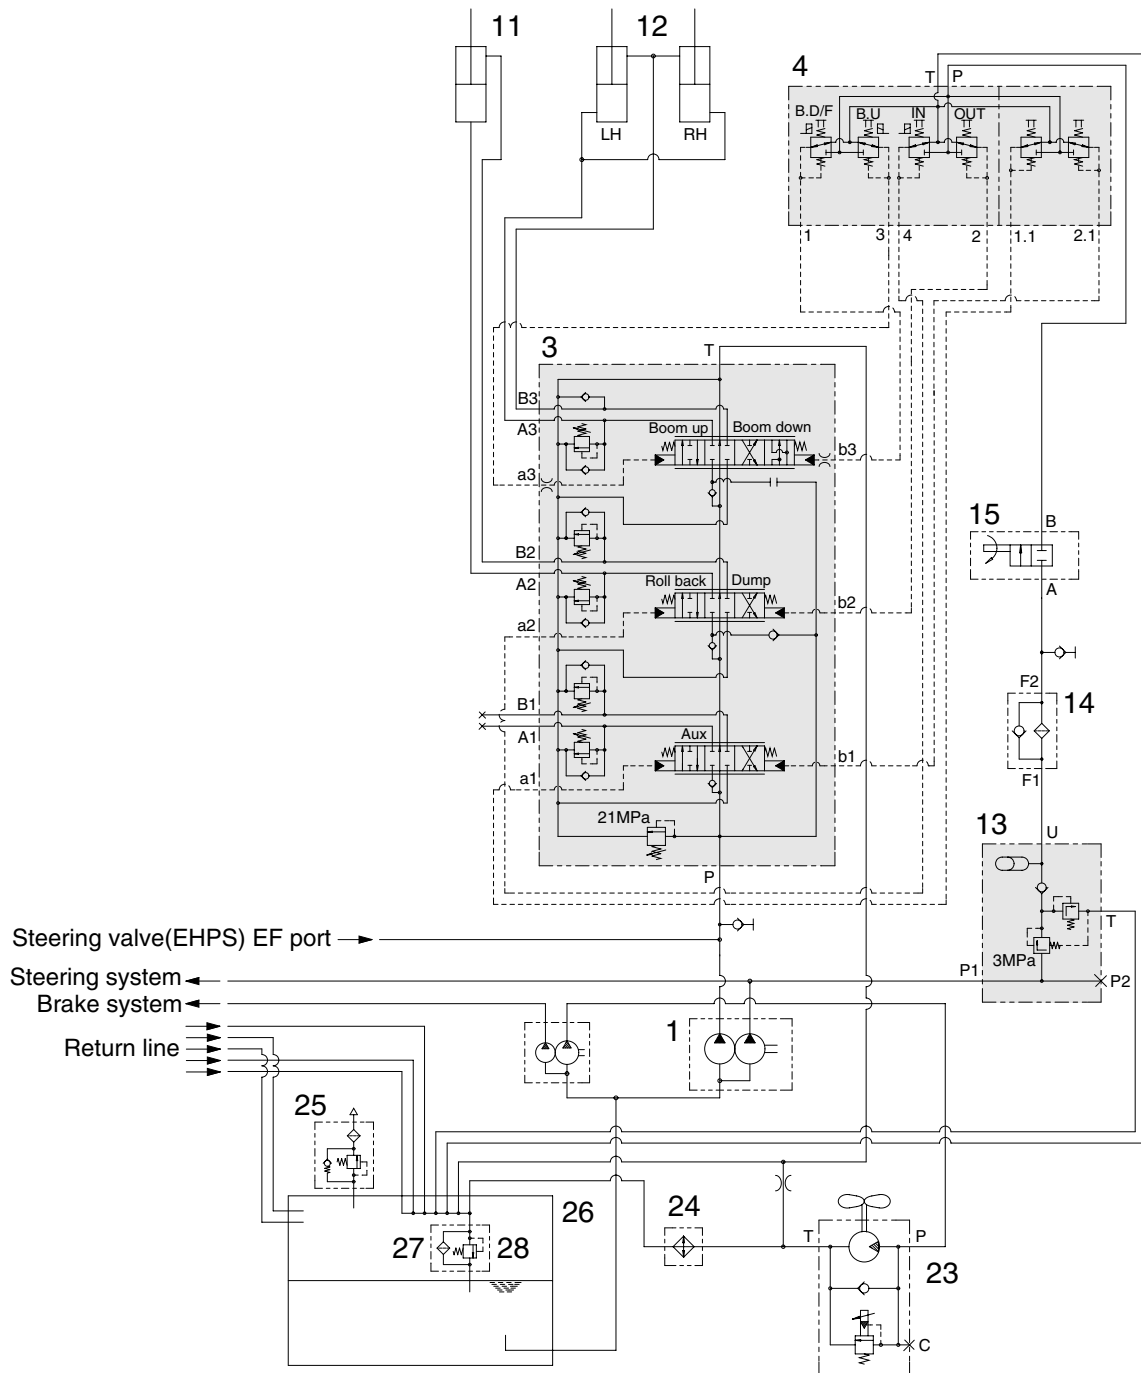 11
12
LH
RH
4
T P
B.D/F
B.U
IN
OUT
1
3
4
2
1.1
2.1
3
T
B3
A3
Boom up
Boom down
a3
b3
B2
A2
Roll back
Dump
a2
b2
B1
A1
Aux
a1
b1
21MPa
P
15
B
A
F2
14
F1
13
U
T
3MPa
P1
P2
Steering valve(EHPS) EF port
Steering system
Brake system
Return line
1
25
26
27
28
24
T
P
23
C